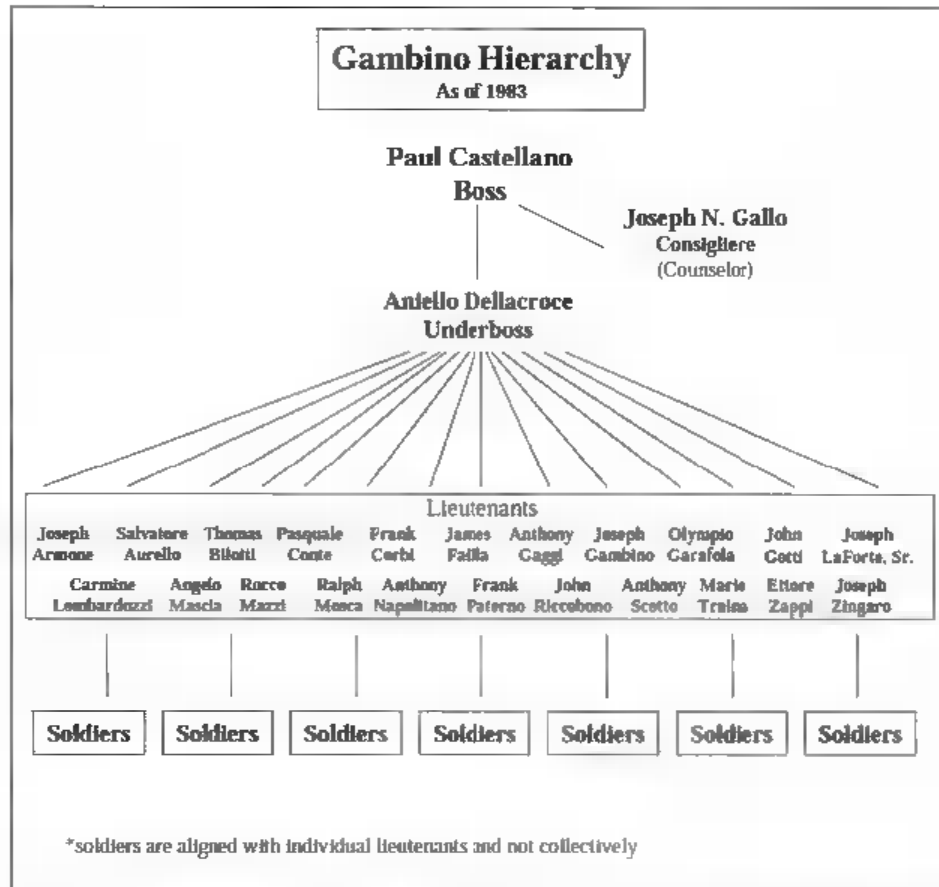 Gambino Hierarchy
As of 1983
Paul Castellano
Boss
Joseph N. Gallo
Consigliere
(Counselor)
Aniello Dellacroce
Underboss
Lieutenants
Joseph Salvatore Thomas Pasquale Frank James Anthony Joseph Olympio John Joseph
Armone Aurello Bilotti Conte Corbi Failla Gaggi Gambino Garafola Gotti LaForte, Sr.
Carmine Angelo Rocco Ralph Anthony Frank John Anthony Mario Ettore Joseph
Lombardozzi Mascia Mazzi Mosca Napolitano Paterno Riccobono Scotto Traina Zappi Zingaro
Soldiers Soldiers Soldiers Soldiers Soldiers Soldiers Soldiers
*soldiers are aligned with individual lieutenants and not collectively